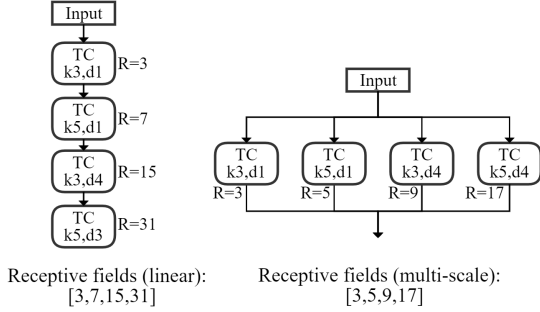 Input
TC
k3,d1
R=3
TC
k5,d1
R=7
TC
k3,d4
R=15
TC
k5,d3
R=31
Receptive fields (linear):
[3,7,15,31]
Input
TC
k3,d1
R=3
TC
k5,d1
R=5
TC
k3,d4
R=9
TC
k5,d4
R=17
Receptive fields (multi-scale):
[3,5,9,17]